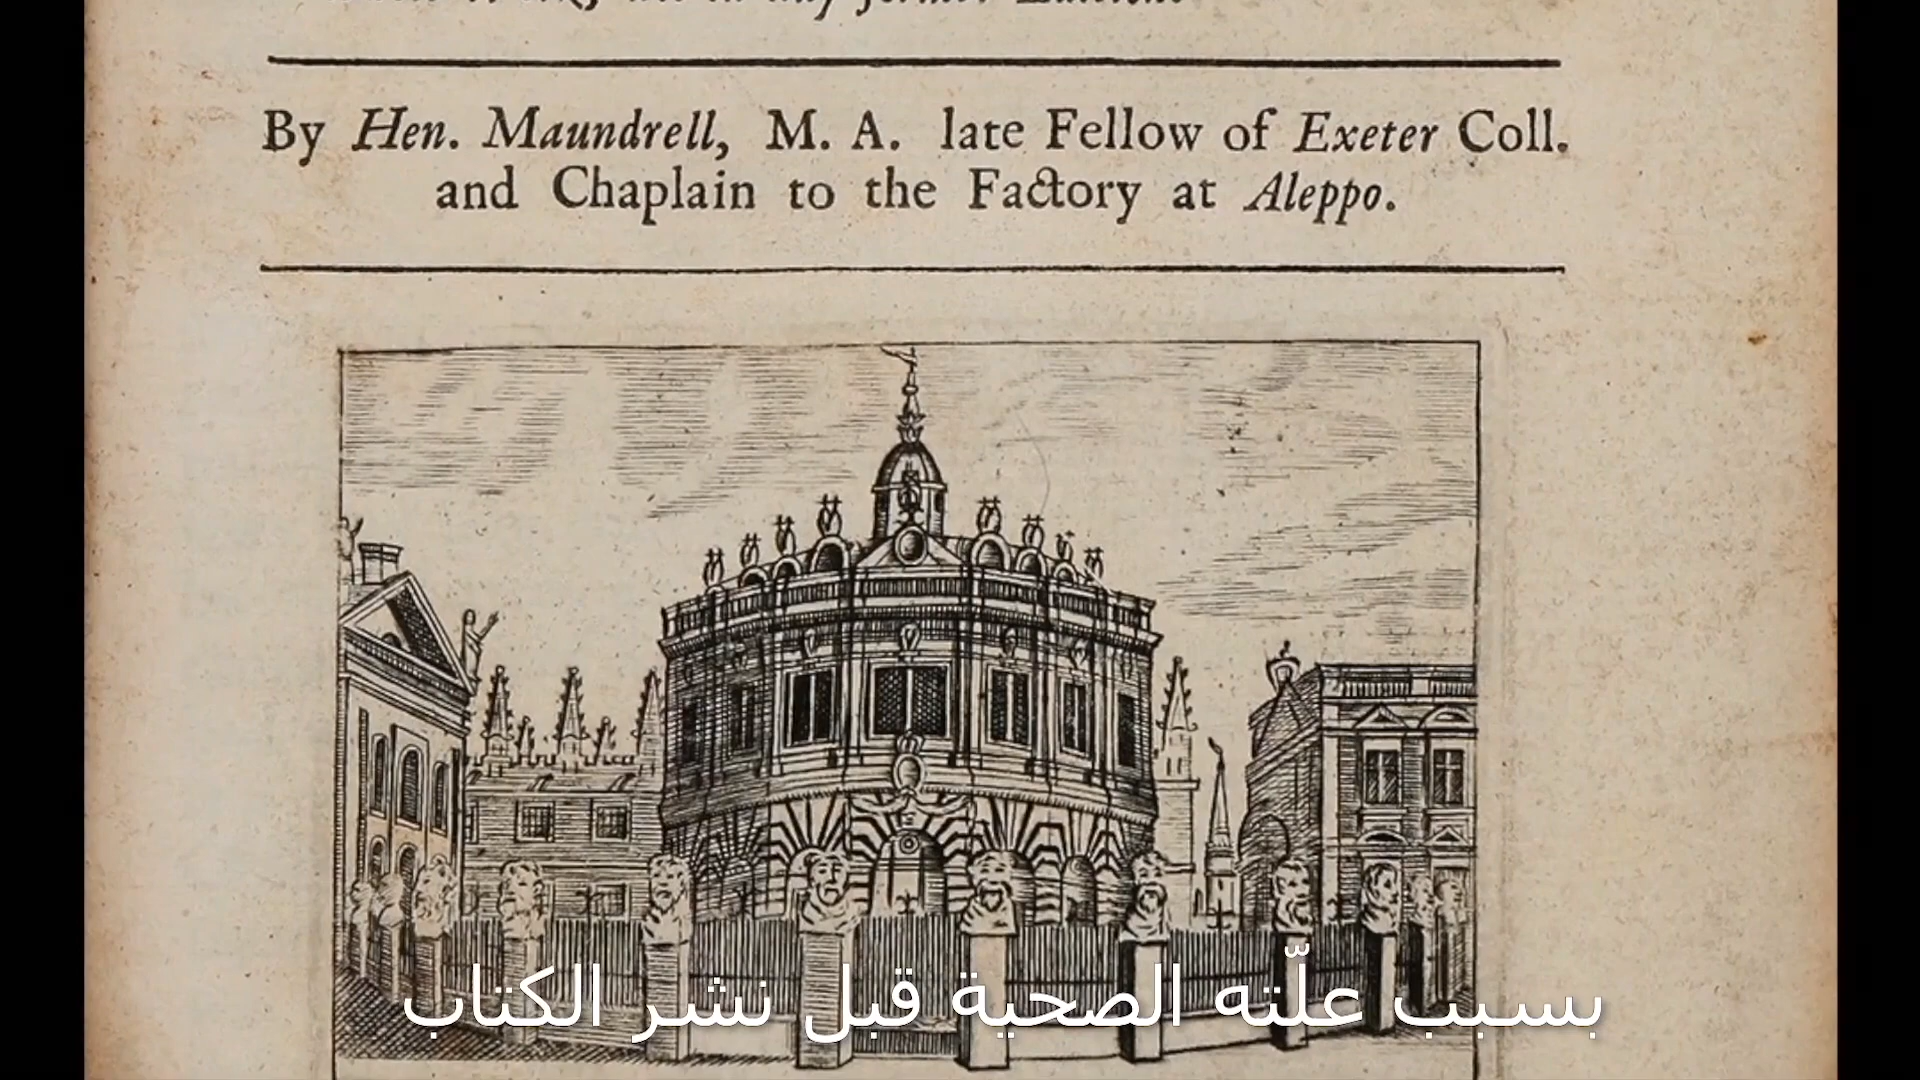 By Hen. Maundrell, M. A. late Fellow of Exeter Coll.
and Chaplain to the Factory at Aleppo.
بسبب علّته الصحية قبل نشر الكتاب